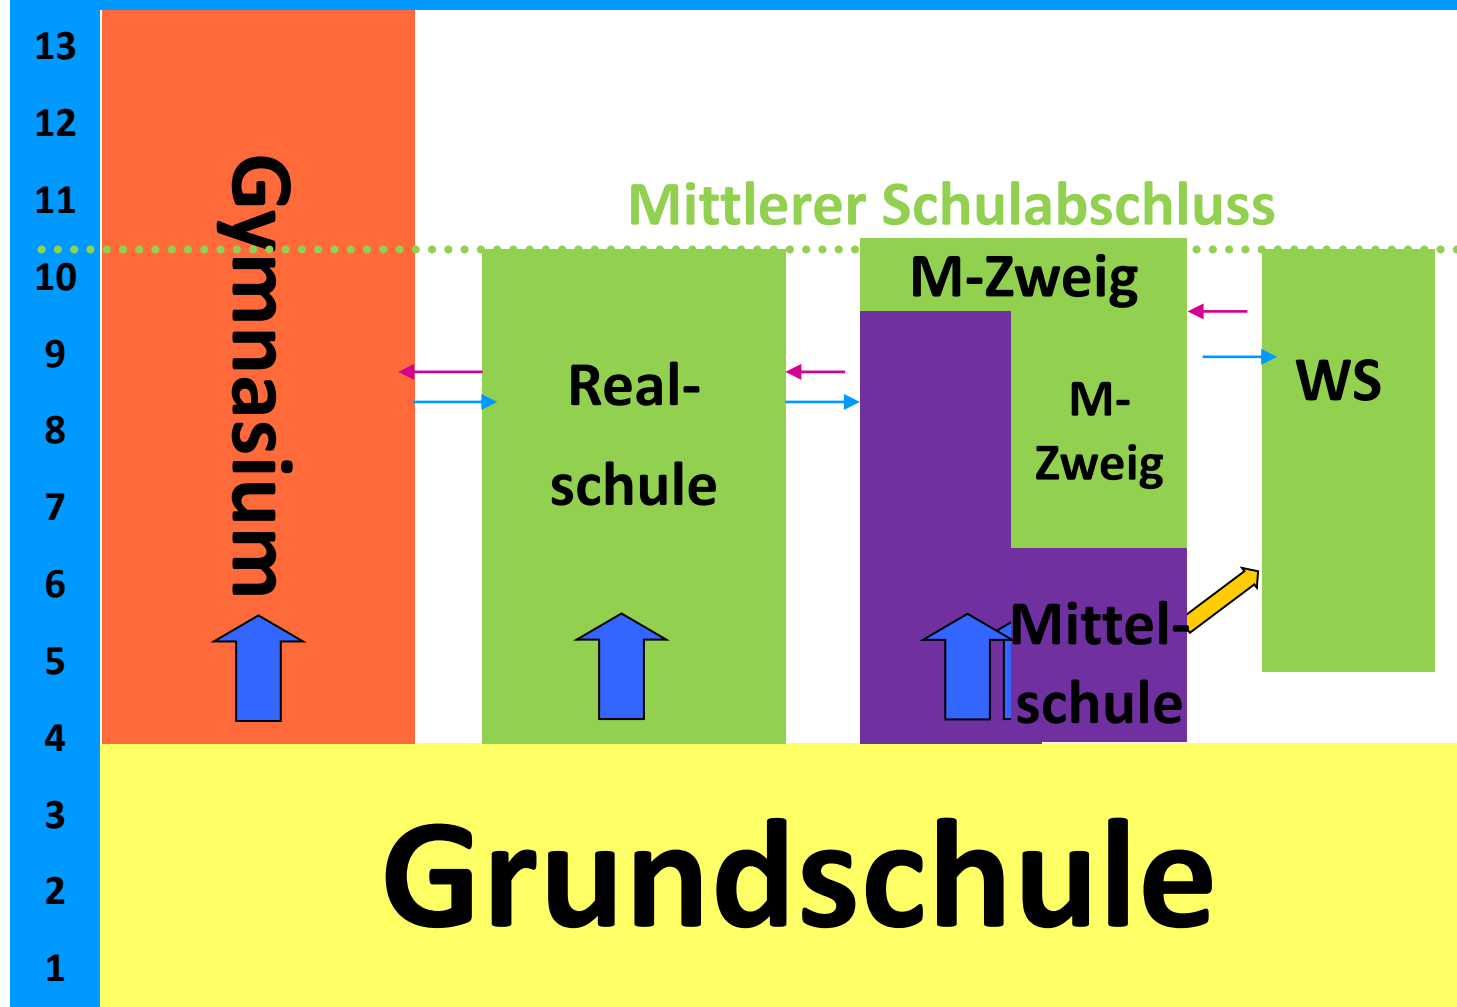 13
12
11
10
9
8
7
6
5
4
3
2
1
Gymnasium
Mittlerer Schulabschluss
Real-
schule
M-Zweig
M-
Zweig
Mittel-
schule
WS
Grundschule